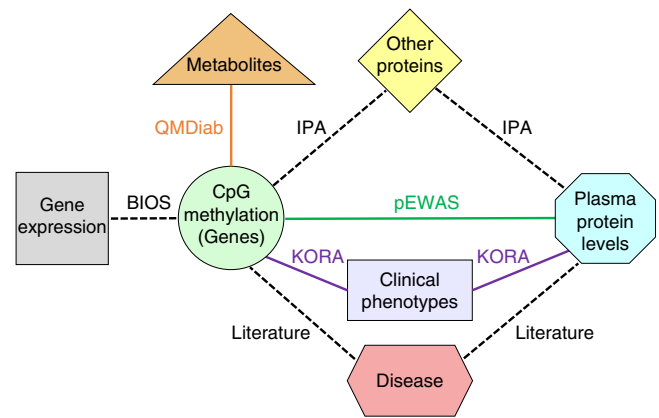 Other
proteins
Metabolites
QMDiab
IPA
IPA
Gene
expression
BIOS
CpG
methylation
(Genes)
pEWAS
Plasma
protein
levels
KORA
KORA
Clinical
phenotypes
Literature
Literature
Disease